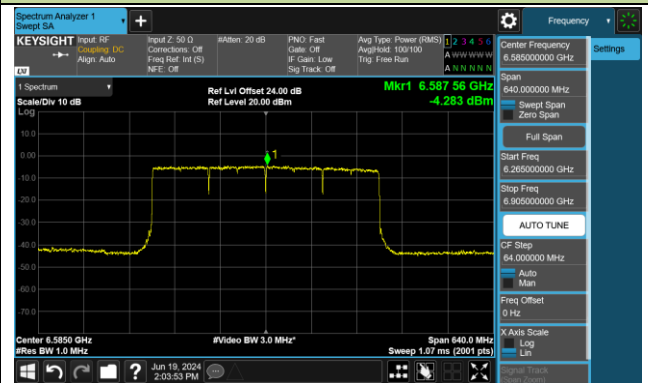 Spectrum Analyzer 1
Swept SA
Frequency
KEYSIGHT
Input: RF
Coupling: DC
Align: Auto
LXI
Input Z: 50 Ω
Corrections: Off
Freq Ref: Int (S)
NFE: Off
#Atten: 20 dB
PNO: Fast
Gate: Off
IF Gain: Low
Sig Track: Off
Avg Type: Power (RMS)
Avg|Hold: 100/100
Trig: Free Run
1 2 3 4 5 6
A W W W W W
A N N N N N
1 Spectrum
Scale/Div 10 dB
Log
Ref Lvl Offset 24.00 dB
Ref Level 20.00 dBm
Mkr1 6.587 56 GHz
-4.283 dBm
1
10.0
0.00
-10.0
-20.0
-30.0
-40.0
-50.0
-60.0
-70.0
Center 6.5850 GHz
#Res BW 1.0 MHz
#Video BW 3.0 MHz*
Span 640.0 MHz
Sweep 1.07 ms (2001 pts)
Jun 19, 2024
2:03:53 PM
Center Frequency
6.585000000 GHz
Settings
Span
640.000000 MHz
Swept Span
Zero Span
Full Span
Start Freq
6.265000000 GHz
Stop Freq
6.905000000 GHz
AUTO TUNE
CF Step
64.000000 MHz
Auto
Man
Freq Offset
0 Hz
X Axis Scale
Log
Lin
Signal Track
(Span Zoom)